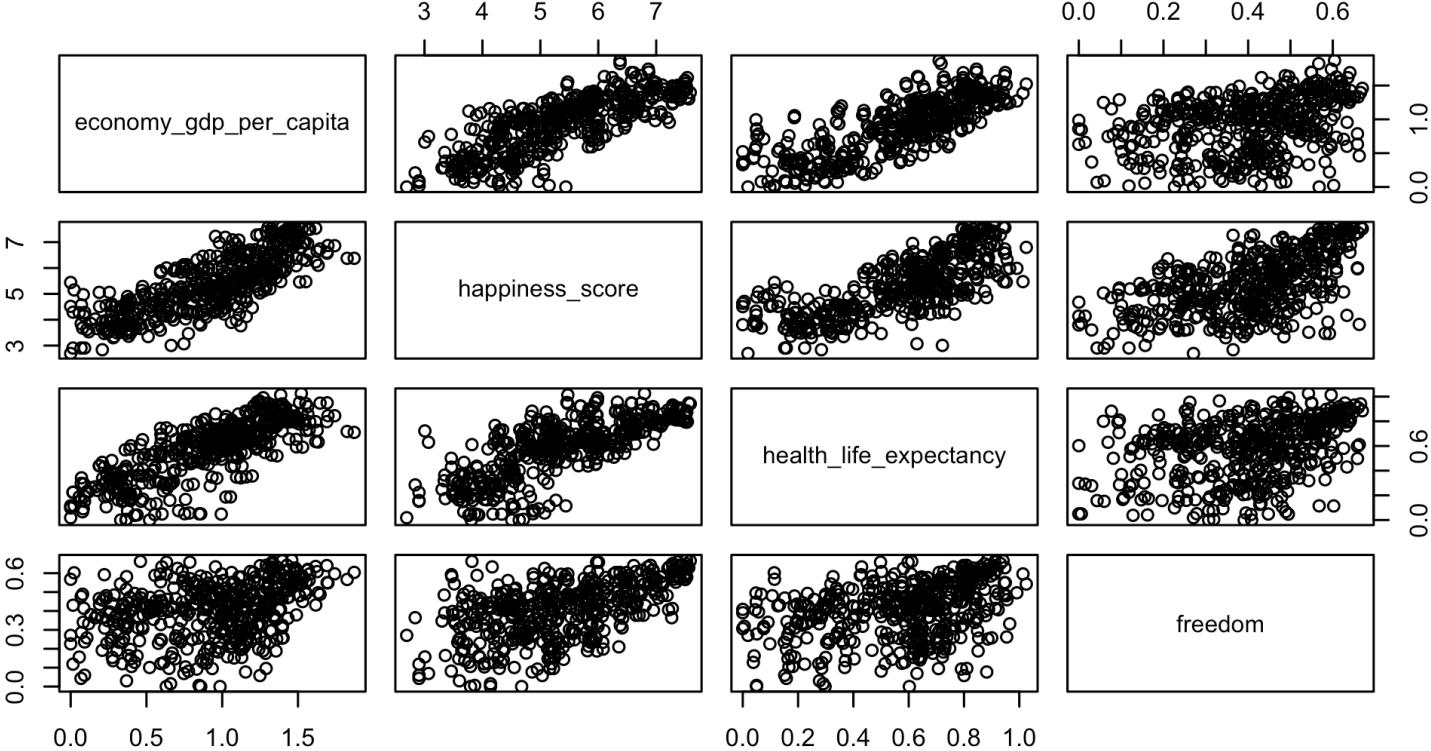 3 4 5 6 7
0.0 0.2 0.4 0.6
economy_gdp_per_capita
0.0 1.0
3 5 7
happiness_score
health_life_expectancy
0.0 0.6
0.0 0.3 0.6
freedom
0.0 0.5 1.0 1.5
0.0 0.2 0.4 0.6 0.8 1.0